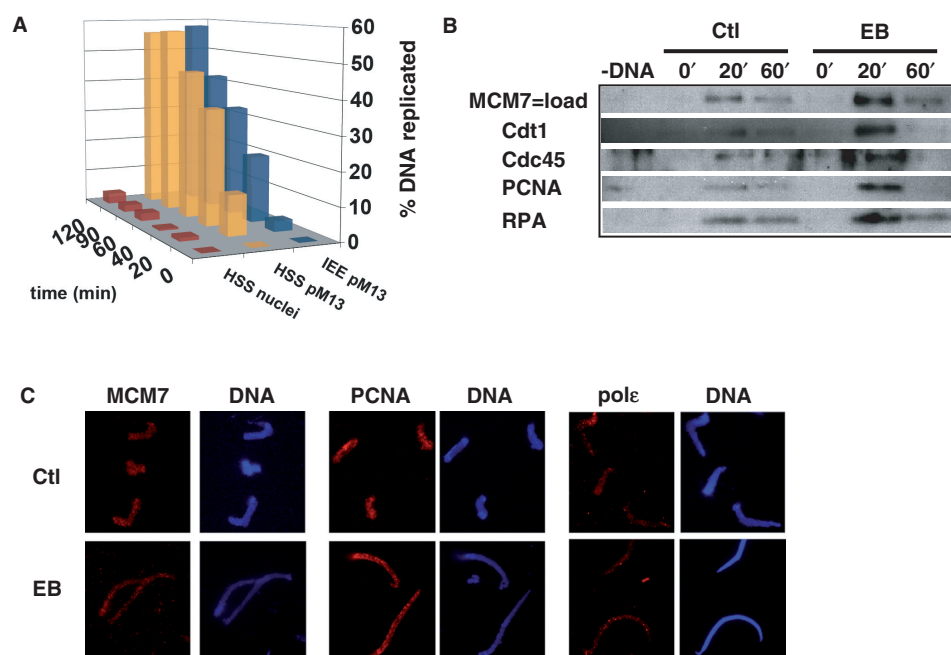 A
60
50
40
30
20
10
0
% DNA replicated
120
90
60
40
20
0
time (min)
HSS nuclei
HSS pM13
IEE pM13
B
Ctl EB
-DNA 0′ 20′ 60′ 0′ 20′ 60′
MCM7=load
Cdt1
Cdc45
PCNA
RPA
C
MCM7 DNA PCNA DNA polε DNA
Ctl
EB